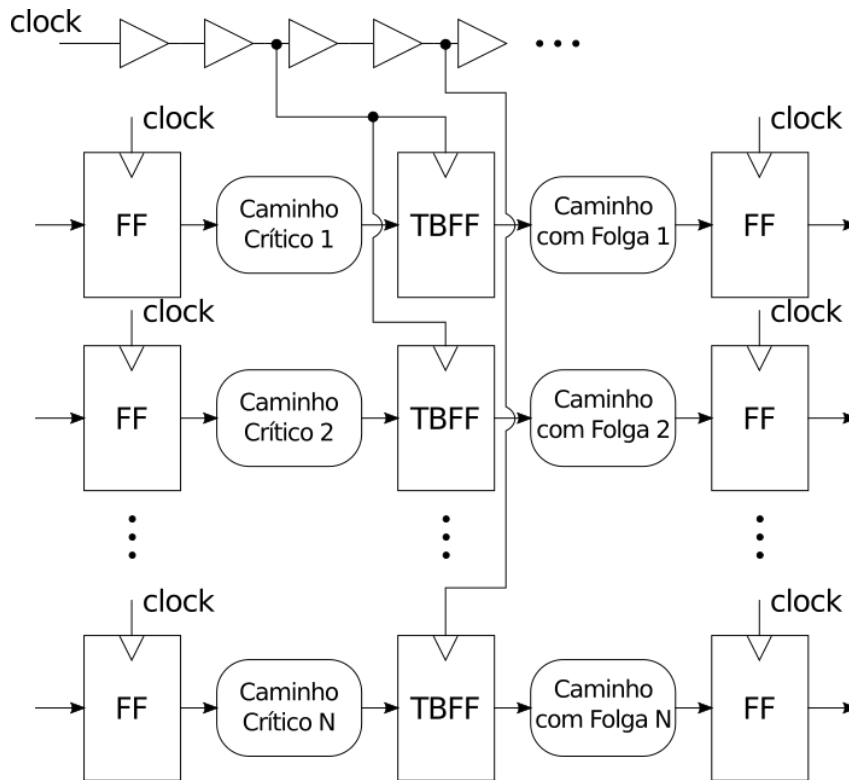 clock
clock
clock
FF
Caminho
Crítico 1
TBFF
Caminho
com Folga 1
FF
clock
clock
FF
Caminho
Crítico 2
TBFF
Caminho
com Folga 2
FF
clock
clock
FF
Caminho
Crítico N
TBFF
Caminho
com Folga N
FF